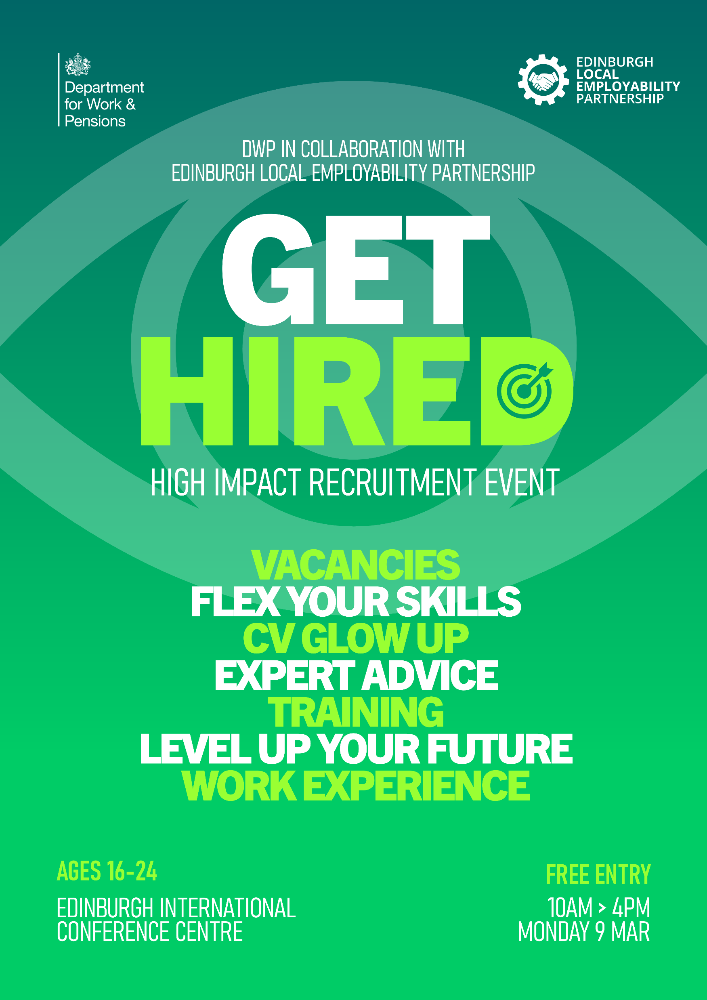 Department
for Work &
Pensions
EDINBURGH
LOCAL
EMPLOYABILITY
PARTNERSHIP
DWP IN COLLABORATION WITH
EDINBURGH LOCAL EMPLOYABILITY PARTNERSHIP
GET
HIRED
HIGH IMPACT RECRUITMENT EVENT
VACANCIES
FLEX YOUR SKILLS
CV GLOW UP
EXPERT ADVICE
TRAINING
LEVEL UP YOUR FUTURE
WORK EXPERIENCE
AGES 16-24
EDINBURGH INTERNATIONAL
CONFERENCE CENTRE
FREE ENTRY
10AM > 4PM
MONDAY 9 MAR